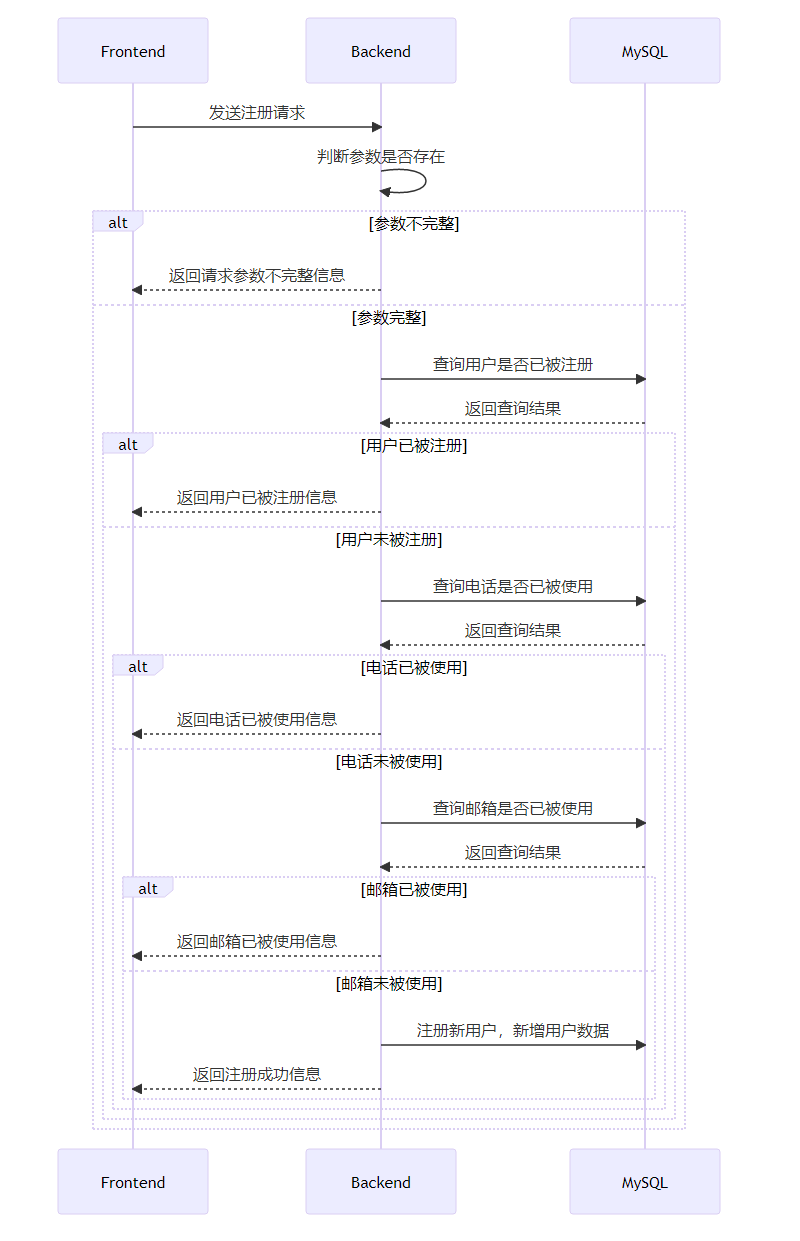 Frontend
Backend
MySQL
发送注册请求
判断参数是否存在
alt
[参数不完整]
返回请求参数不完整信息
[参数完整]
查询用户是否已被注册
返回查询结果
alt
[用户已被注册]
返回用户已被注册信息
[用户未被注册]
查询电话是否已被使用
返回查询结果
alt
[电话已被使用]
返回电话已被使用信息
[电话未被使用]
查询邮箱是否已被使用
返回查询结果
alt
[邮箱已被使用]
返回邮箱已被使用信息
[邮箱未被使用]
注册新用户，新增用户数据
返回注册成功信息
Frontend
Backend
MySQL